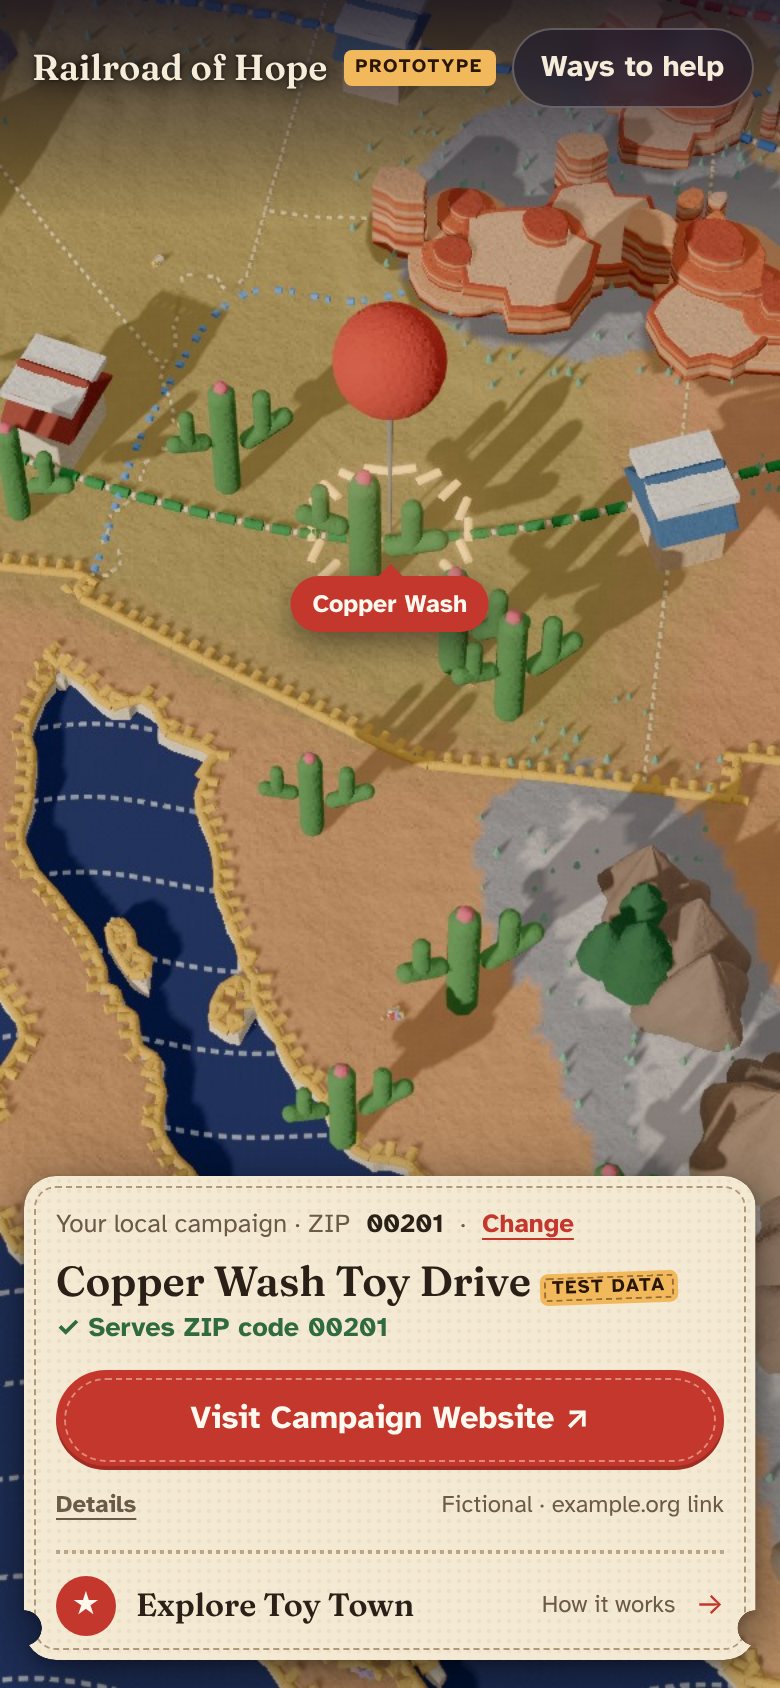 Railroad of Hope PROTOTYPE Ways to help
Copper Wash
Your local campaign · ZIP 00201 · Change
Copper Wash Toy Drive TEST DATA
✓ Serves ZIP code 00201
Visit Campaign Website ↗
Details Fictional · example.org link
★ Explore Toy Town How it works →